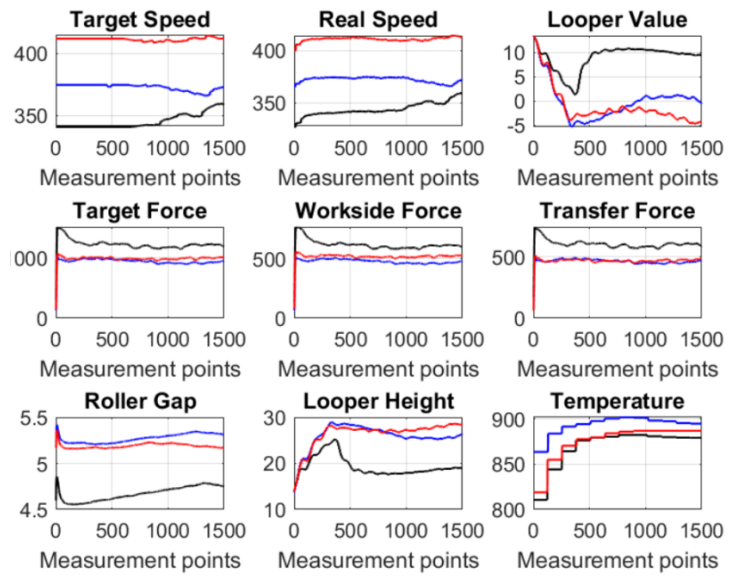 Target Speed Real Speed Looper Value
400 400 10
5
350 350 0
-5
0 500 1000 1500 0 500 1000 1500 0 500 1000 1500
Measurement points Measurement points Measurement points
Target Force Workside Force Transfer Force
000 500 500
0 0 0
0 500 1000 1500 0 500 1000 1500 0 500 1000 1500
Measurement points Measurement points Measurement points
Roller Gap Looper Height Temperature
5.5 30 900
5 20 850
4.5 10 800
0 500 1000 1500 0 500 1000 1500 0 500 1000 1500
Measurement points Measurement points Measurement points